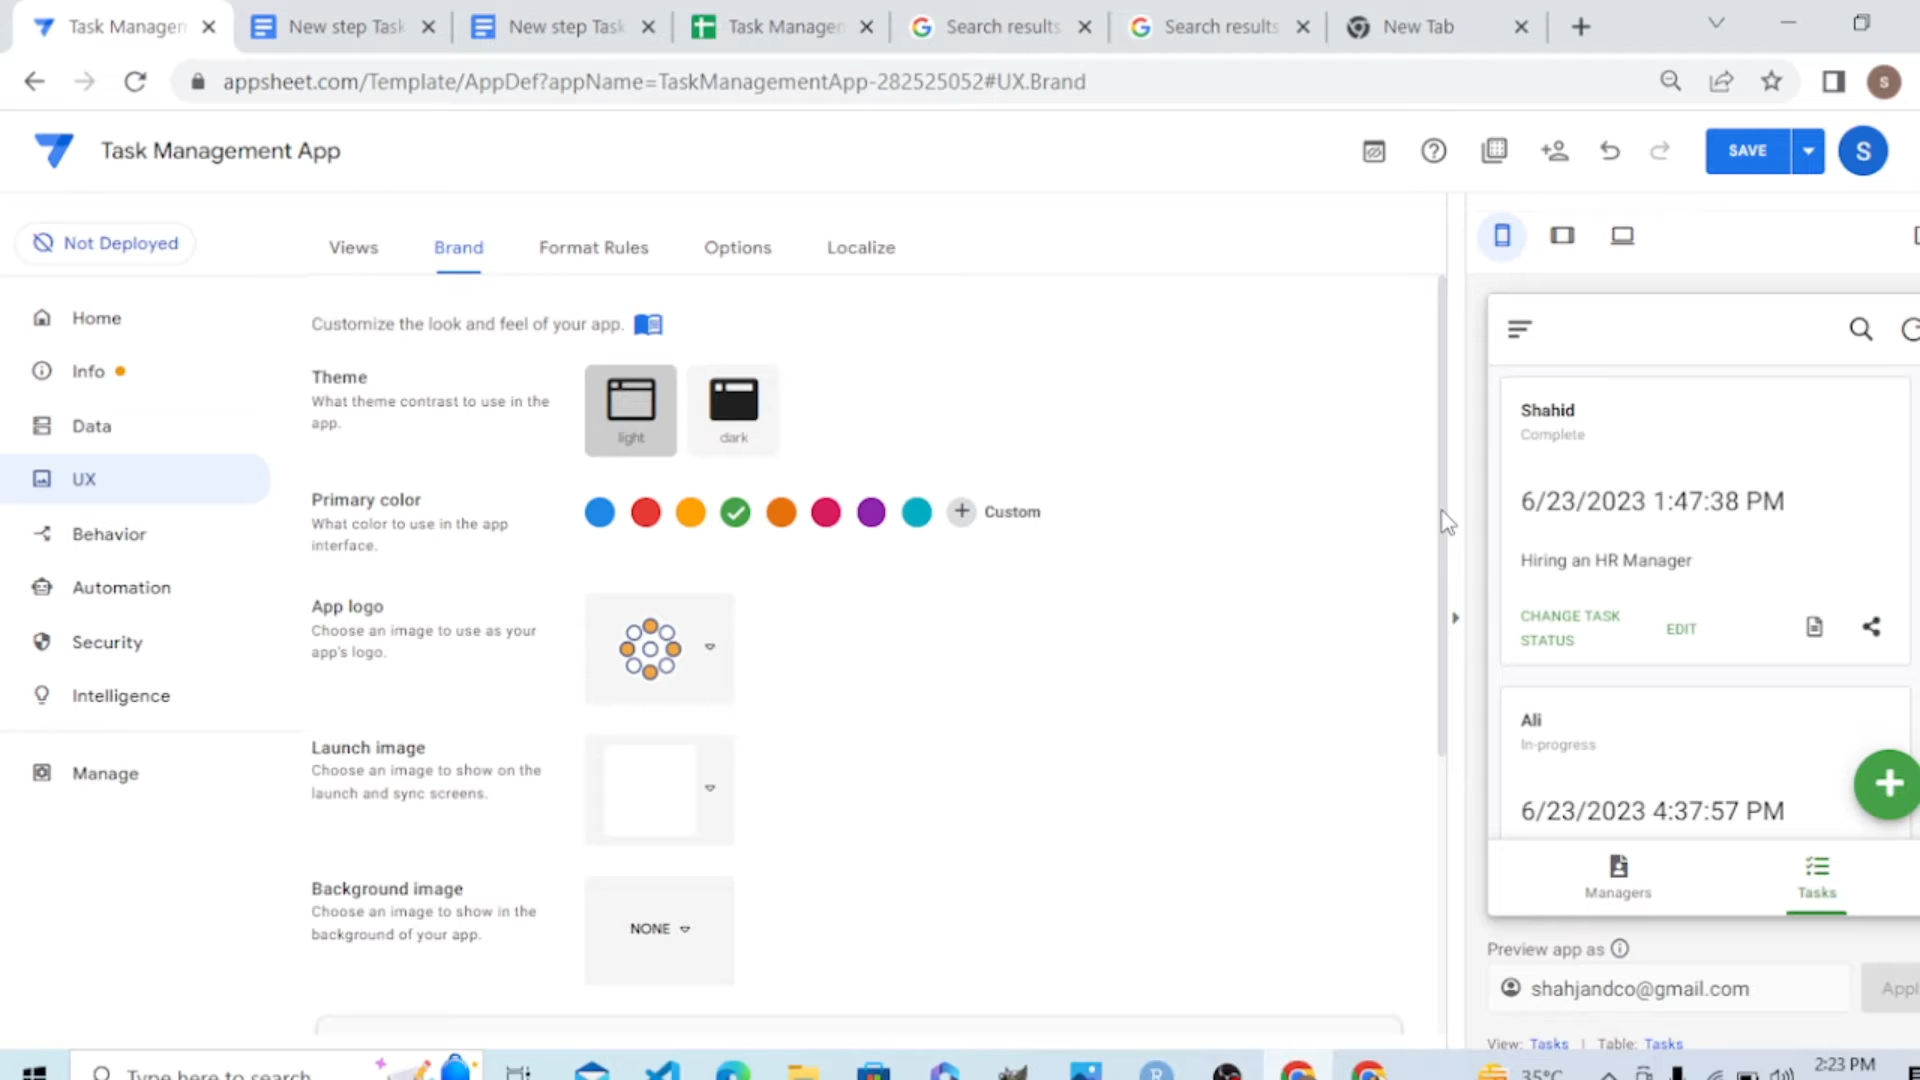 Task Managen
New step Task
New step Task
Task Manager
Search results
Search results
New Tab
appsheet.com/Template/AppDef?appName=TaskManagementApp-282525052#UX.Brand
S
Task Management App
SAVE
S
Not Deployed
Views
Brand
Format Rules
Options
Localize
Home
Info
Data
UX
Behavior
Automation
Security
Intelligence
Manage
Customize the look and feel of your app.
Theme
What theme contrast to use in the
app.
light
dark
Primary color
What color to use in the app
interface.
Custom
App logo
Choose an image to use as your
app's logo.
Launch image
Choose an image to show on the
launch and sync screens.
Background image
Choose an image to show in the
background of your app.
NONE
Shahid
Complete
6/23/2023 1:47:38 PM
Hiring an HR Manager
CHANGE TASK
STATUS
EDIT
Ali
In-progress
6/23/2023 4:37:57 PM
Managers
Tasks
Preview app as
shahjandco@gmail.com
Appl
View: Tasks | Table: Tasks
Type here to search
35°C
2:23 PM